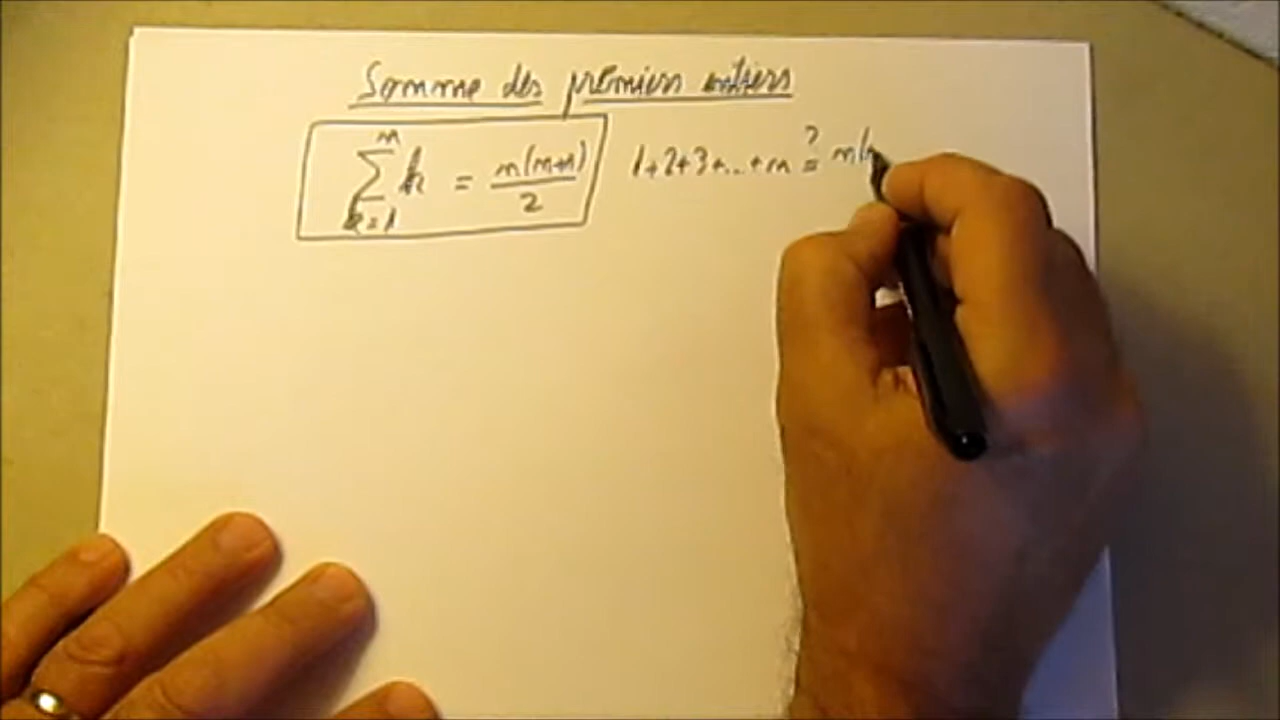 Somme des premiers entiers
∑_{k=1}^{n} k = n(n+1)/2 1+2+3+...+n ?= n(n